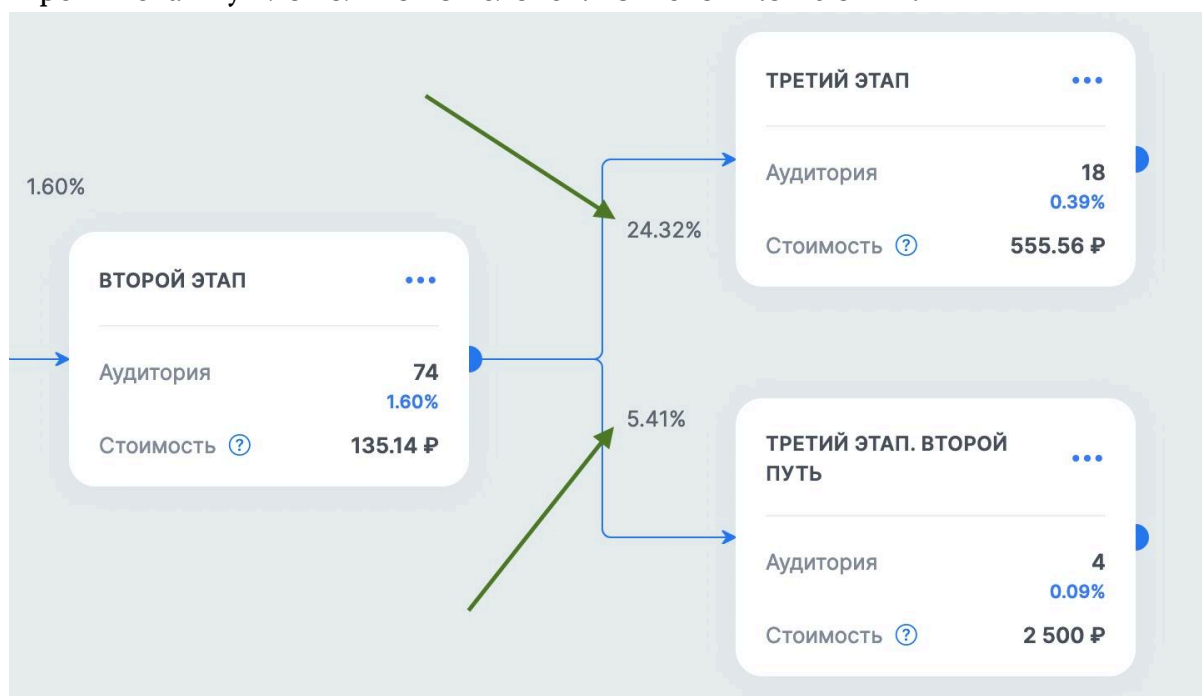 1.60%
ВТОРОЙ ЭТАП
Аудитория 74
1.60%
Стоимость ? 135.14 ₽
24.32%
5.41%
ТРЕТИЙ ЭТАП
Аудитория 18
0.39%
Стоимость ? 555.56 ₽
ТРЕТИЙ ЭТАП. ВТОРОЙ
ПУТЬ
Аудитория 4
0.09%
Стоимость ? 2 500 ₽